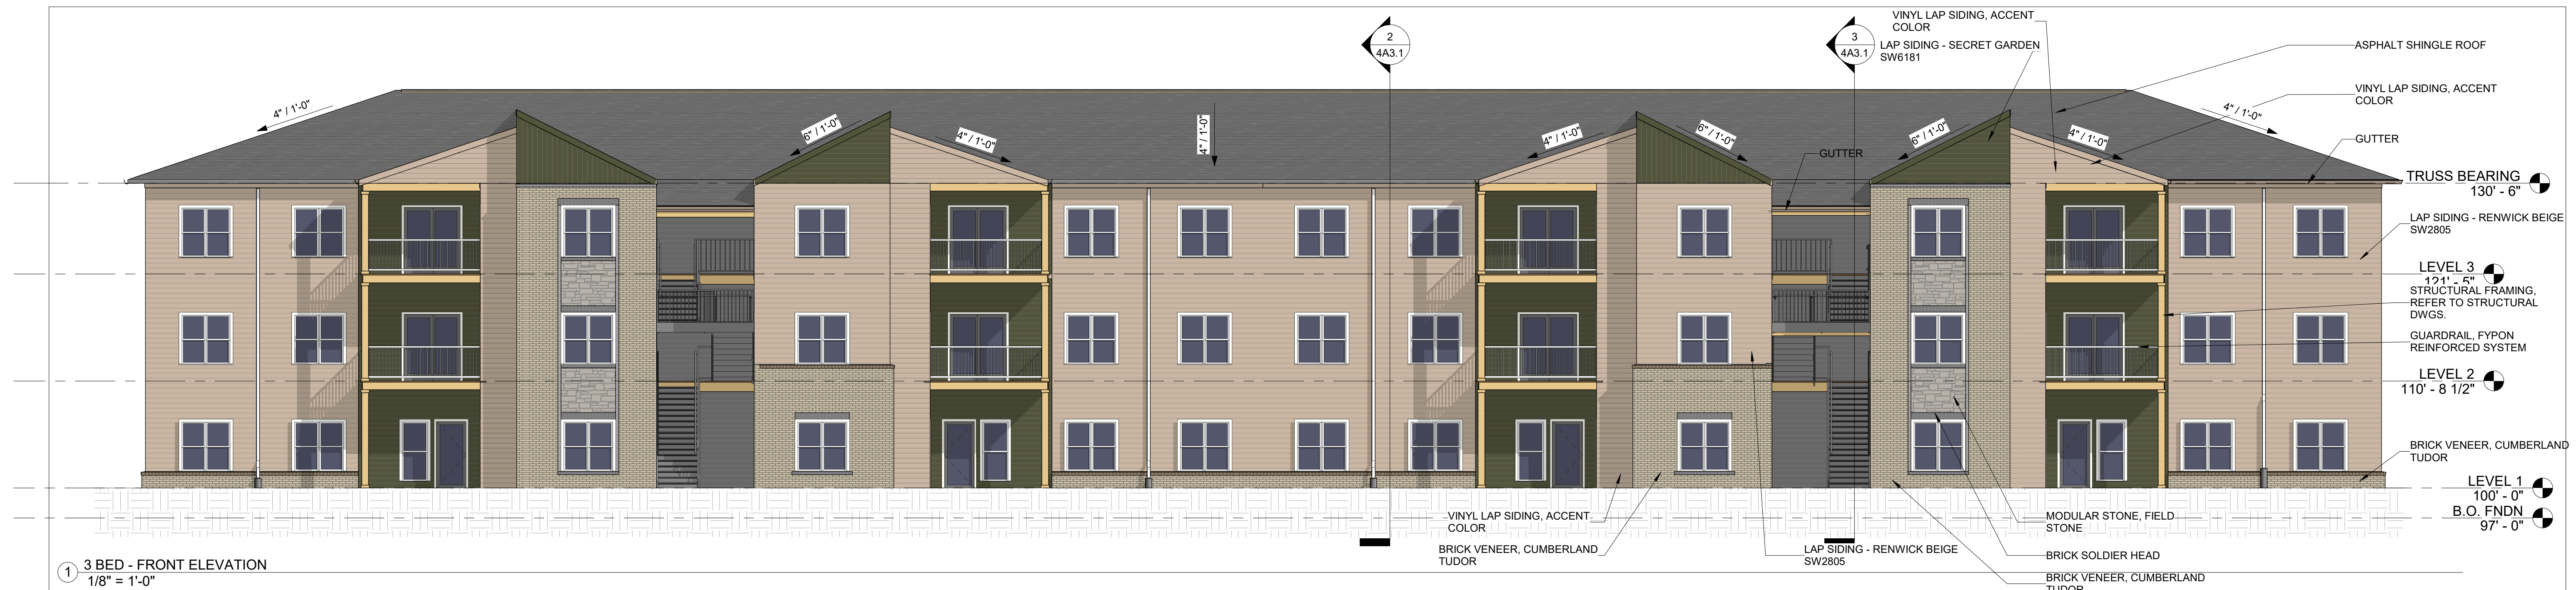 2
4A3.1
3
4A3.1
VINYL LAP SIDING, ACCENT
COLOR
LAP SIDING - SECRET GARDEN
SW6181
ASPHALT SHINGLE ROOF
VINYL LAP SIDING, ACCENT
COLOR
GUTTER
4" / 1'-0"
6" / 1'-0"
4" / 1'-0"
4" / 1'-0"
4" / 1'-0"
6" / 1'-0"
6" / 1'-0"
4" / 1'-0"
4" / 1'-0"
GUTTER
TRUSS BEARING
130' - 6"
LAP SIDING - RENWICK BEIGE
SW2805
LEVEL 3
121' - 5"
STRUCTURAL FRAMING,
REFER TO STRUCTURAL
DWGS.
GUARDRAIL, FYPON
REINFORCED SYSTEM
LEVEL 2
110' - 8 1/2"
BRICK VENEER, CUMBERLAND
TUDOR
LEVEL 1
100' - 0"
B.O. FNDN
97' - 0"
VINYL LAP SIDING, ACCENT
COLOR
BRICK VENEER, CUMBERLAND
TUDOR
LAP SIDING - RENWICK BEIGE
SW2805
MODULAR STONE, FIELD
STONE
BRICK SOLDIER HEAD
BRICK VENEER, CUMBERLAND
TUDOR
1
3 BED - FRONT ELEVATION
1/8" = 1'-0"